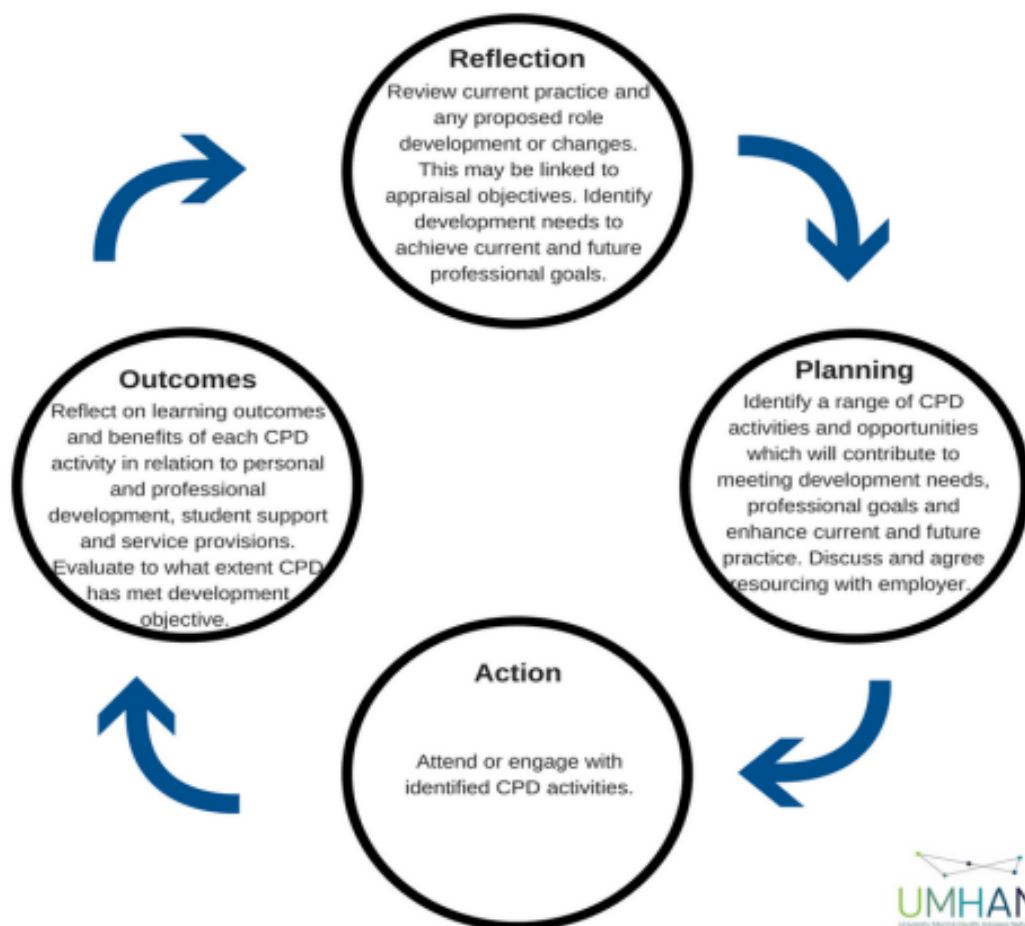 Reflection
Review current practice and
any proposed role
development or changes.
This may be linked to
appraisal objectives. Identify
development needs to
achieve current and future
professional goals.
Planning
Identify a range of CPD
activities and opportunities
which will contribute to
meeting development needs,
professional goals and
enhance current and future
practice. Discuss and agree
resourcing with employer.
Action
Attend or engage with
identified CPD activities.
Outcomes
Reflect on learning outcomes
and benefits of each CPD
activity in relation to personal
and professional
development, student support
and service provisions.
Evaluate to what extent CPD
has met development
objective.
UMHAN